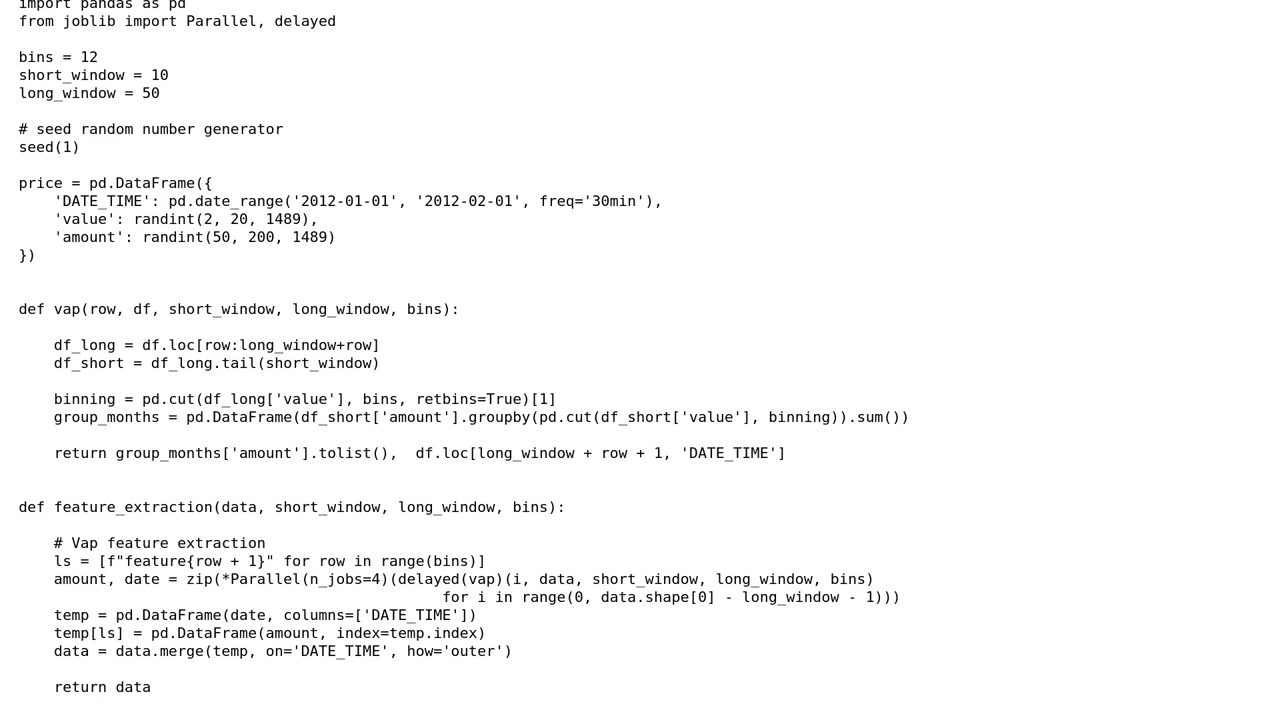 import pandas as pd
from joblib import Parallel, delayed

bins = 12
short_window = 10
long_window = 50

# seed random number generator
seed(1)

price = pd.DataFrame({
    'DATE_TIME': pd.date_range('2012-01-01', '2012-02-01', freq='30min'),
    'value': randint(2, 20, 1489),
    'amount': randint(50, 200, 1489)
})


def vap(row, df, short_window, long_window, bins):

    df_long = df.loc[row:long_window+row]
    df_short = df_long.tail(short_window)

    binning = pd.cut(df_long['value'], bins, retbins=True)[1]
    group_months = pd.DataFrame(df_short['amount'].groupby(pd.cut(df_short['value'], binning)).sum())

    return group_months['amount'].tolist(),  df.loc[long_window + row + 1, 'DATE_TIME']


def feature_extraction(data, short_window, long_window, bins):

    # Vap feature extraction
    ls = [f"feature{row + 1}" for row in range(bins)]
    amount, date = zip(*Parallel(n_jobs=4)(delayed(vap)(i, data, short_window, long_window, bins)
                                                for i in range(0, data.shape[0] - long_window - 1)))
    temp = pd.DataFrame(date, columns=['DATE_TIME'])
    temp[ls] = pd.DataFrame(amount, index=temp.index)
    data = data.merge(temp, on='DATE_TIME', how='outer')

    return data